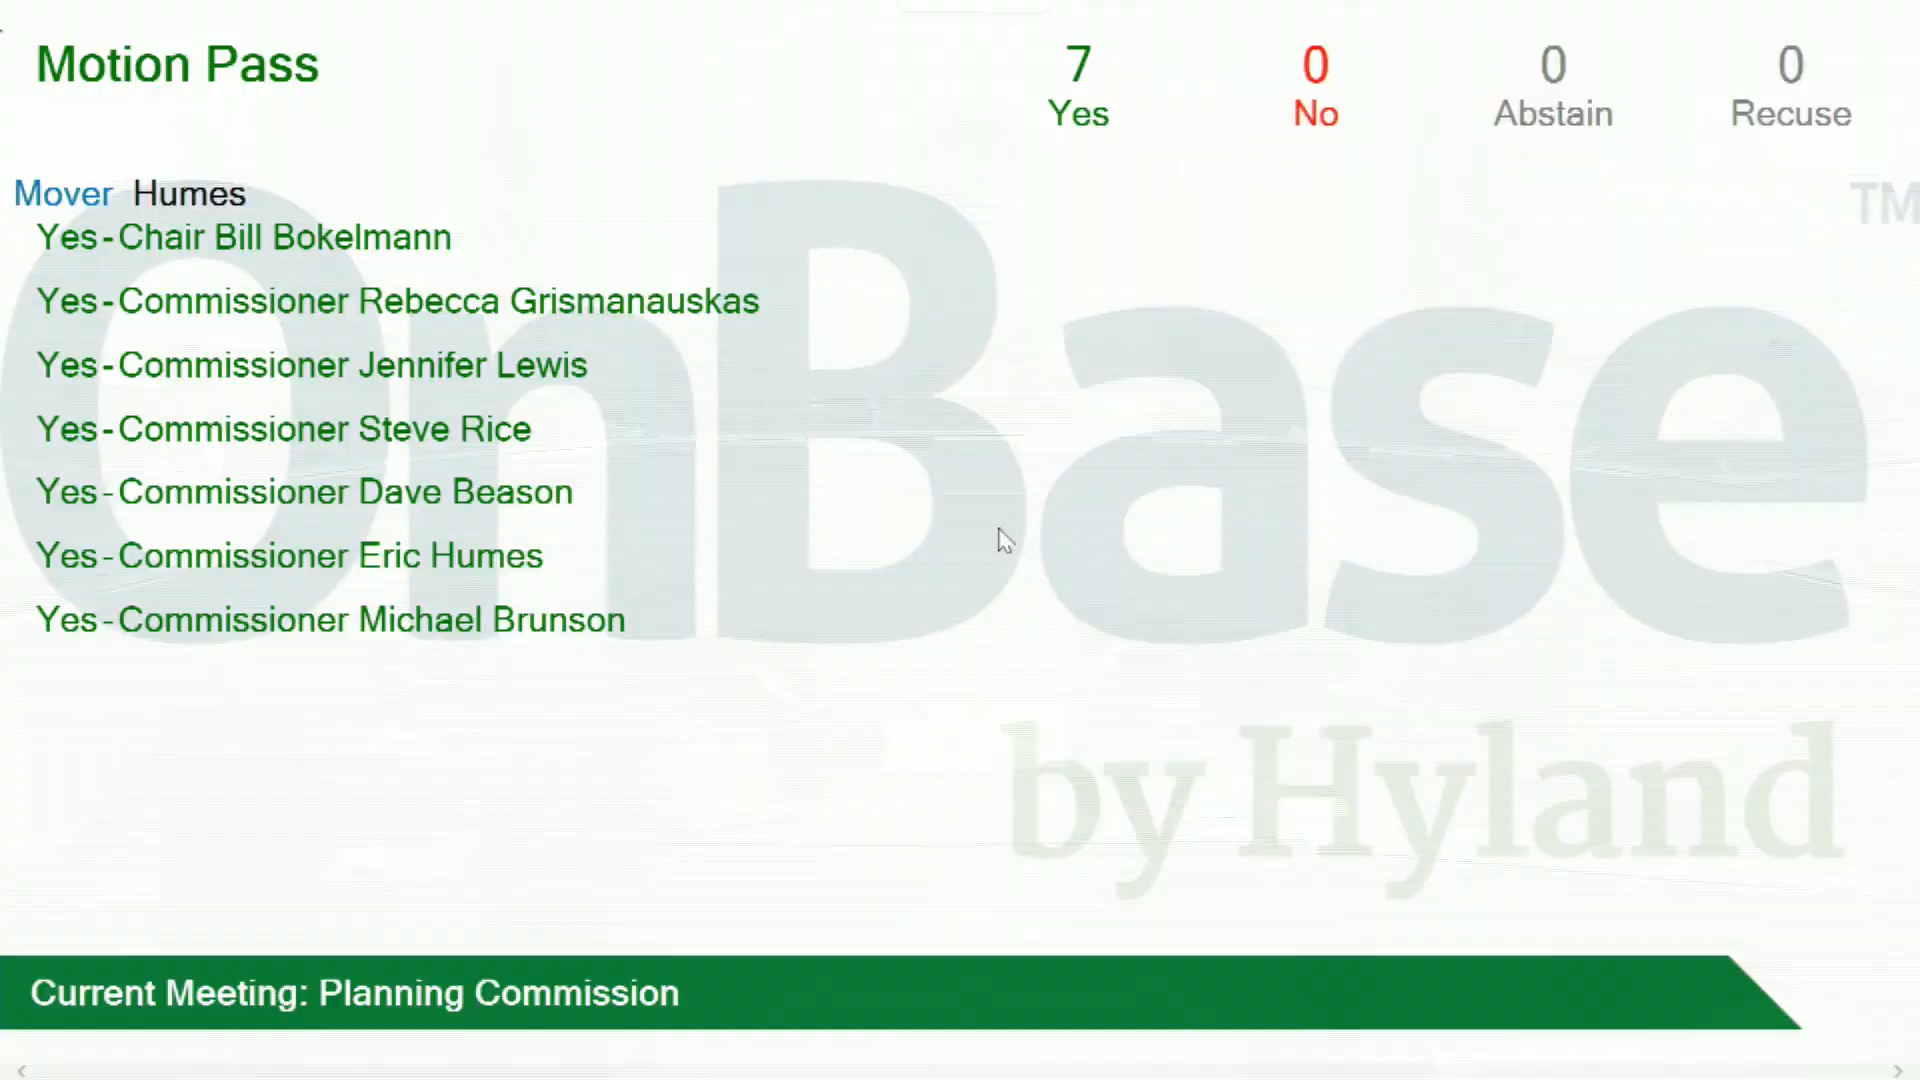 Motion Pass
7 0 0 0
Yes No Abstain Recuse
Mover Humes
Yes - Chair Bill Bokelmann
Yes - Commissioner Rebecca Grismanauskas
Yes - Commissioner Jennifer Lewis
Yes - Commissioner Steve Rice
Yes - Commissioner Dave Beason
Yes - Commissioner Eric Humes
Yes - Commissioner Michael Brunson
OnBase TM
by Hyland
Current Meeting: Planning Commission